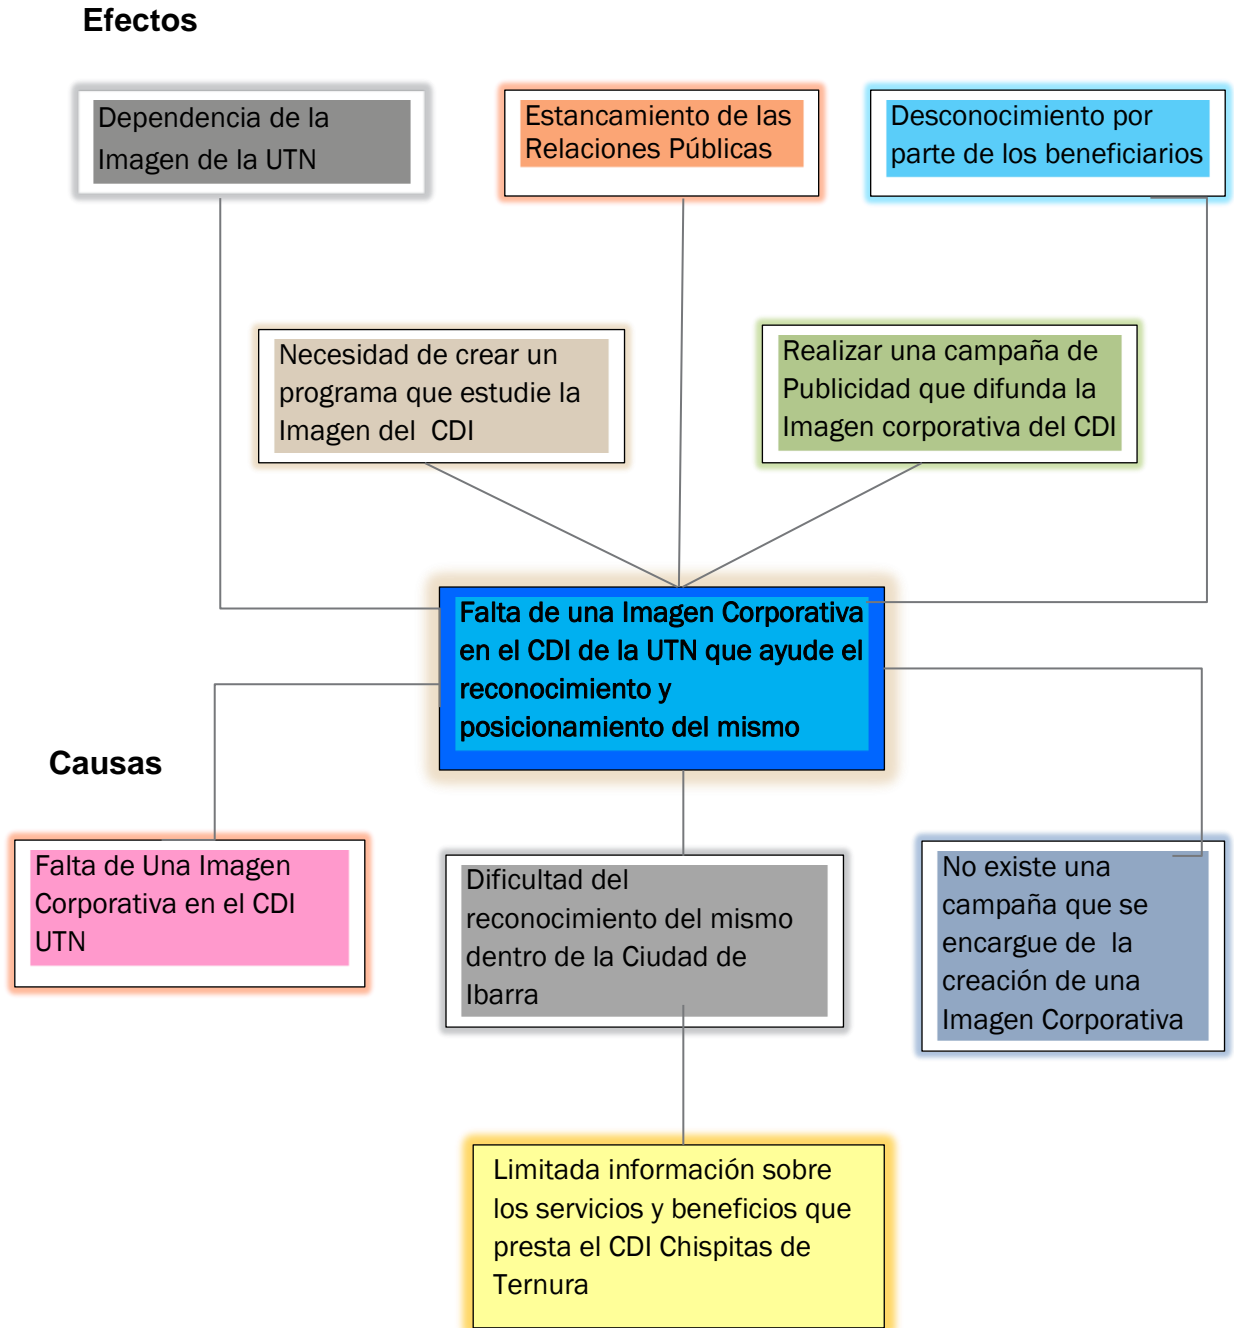 Efectos
Dependencia de la
Imagen de la UTN
Estancamiento de las
Relaciones Públicas
Desconocimiento por
parte de los beneficiarios
Necesidad de crear un
programa que estudie la
Imagen del  CDI
Realizar una campaña de
Publicidad que difunda la
Imagen corporativa del CDI
Falta de una Imagen Corporativa
en el CDI de la UTN que ayude el
reconocimiento y
posicionamiento del mismo
Causas
Falta de Una Imagen
Corporativa en el CDI
UTN
Dificultad del
reconocimiento del mismo
dentro de la Ciudad de
Ibarra
No existe una
campaña que se
encargue de  la
creación de una
Imagen Corporativa
Limitada información sobre
los servicios y beneficios que
presta el CDI Chispitas de
Ternura